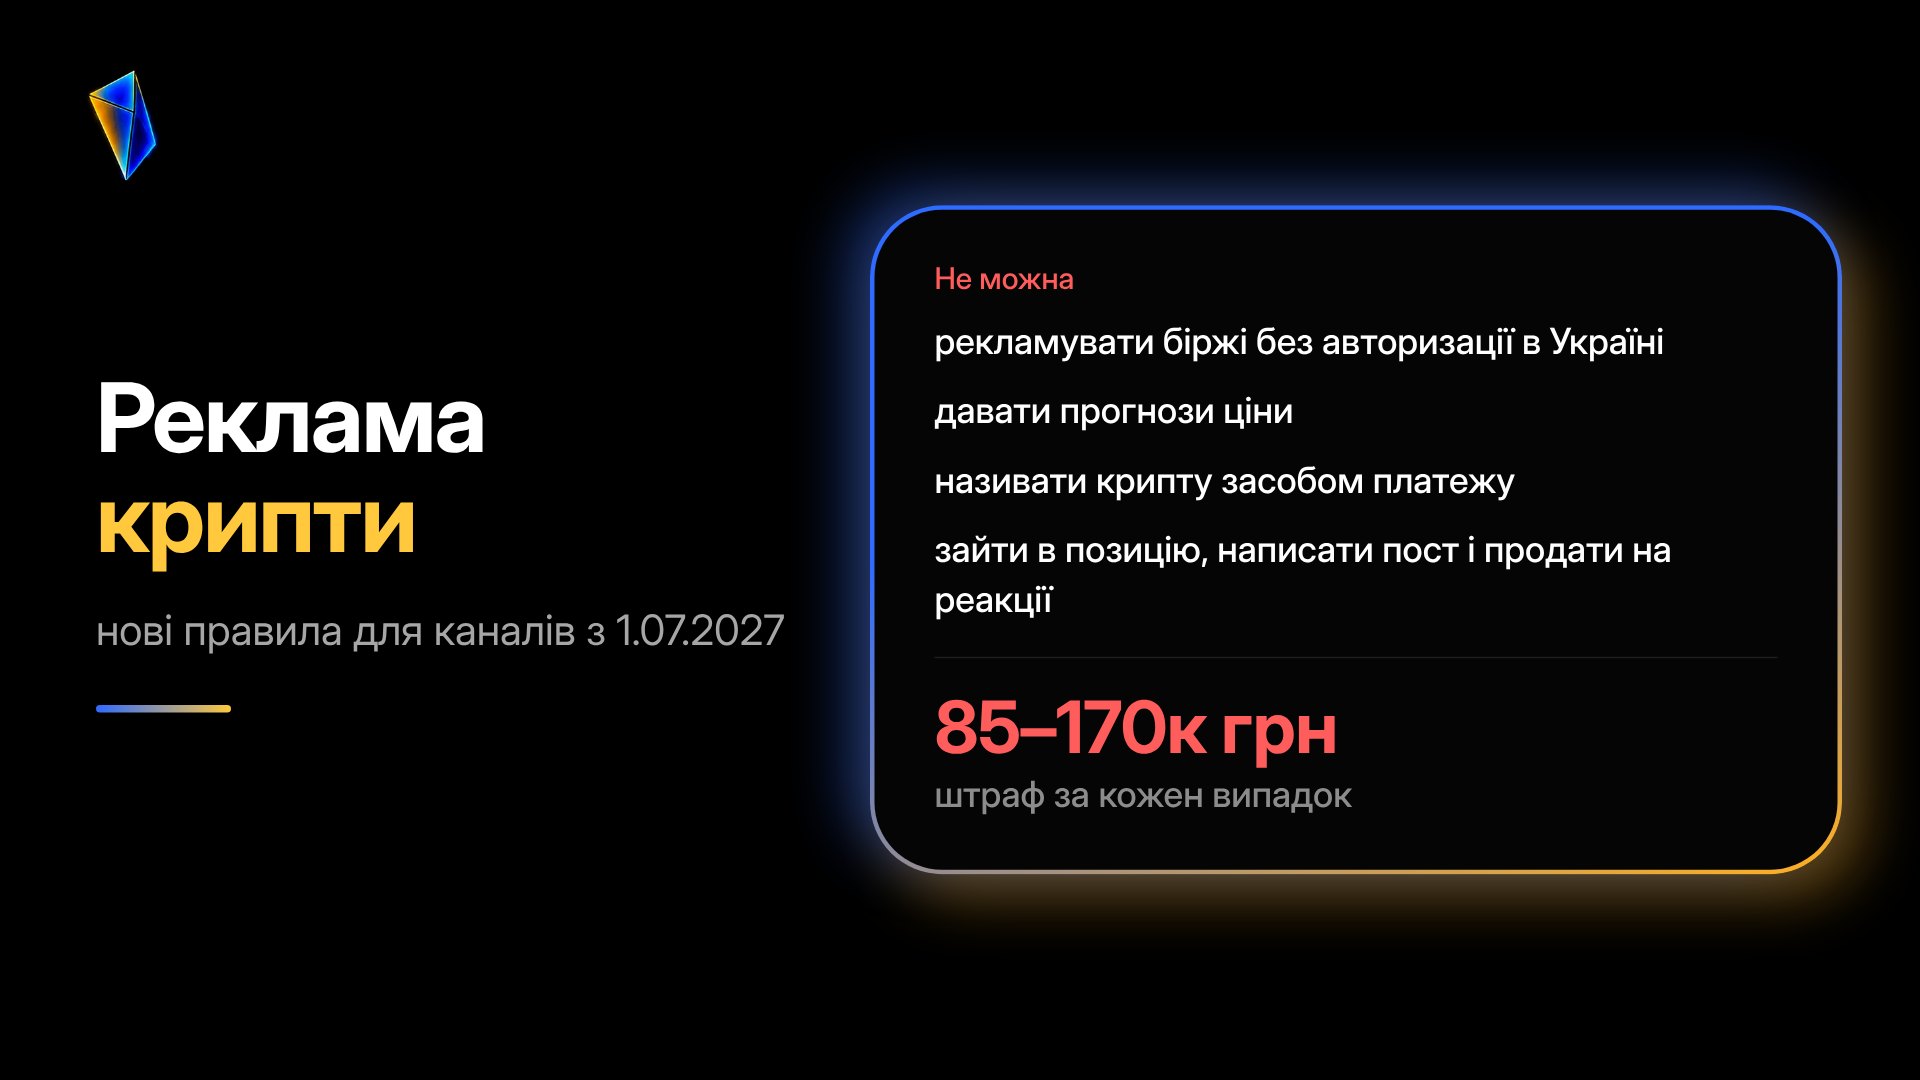 Реклама
крипти
нові правила для каналів з 1.07.2027
Не можна
рекламувати біржі без авторизації в Україні
давати прогнози ціни
називати крипту засобом платежу
зайти в позицію, написати пост і продати на
реакції
85–170к грн
штраф за кожен випадок